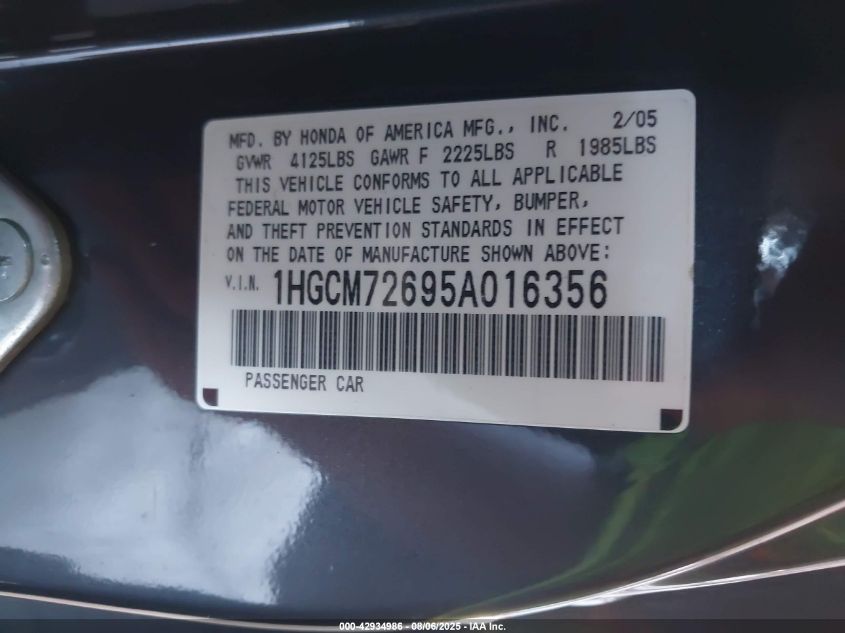 MFD. BY HONDA OF AMERICA MFG., INC. 2/05
GVWR 4125LBS GAWR F 2225LBS R 1985LBS
THIS VEHICLE CONFORMS TO ALL APPLICABLE
FEDERAL MOTOR VEHICLE SAFETY, BUMPER,
AND THEFT PREVENTION STANDARDS IN EFFECT
ON THE DATE OF MANUFACTURE SHOWN ABOVE:
V.I.N. 1HGCM72695A016356
PASSENGER CAR
000-42934986 - 08/06/2025 - IAA Inc.